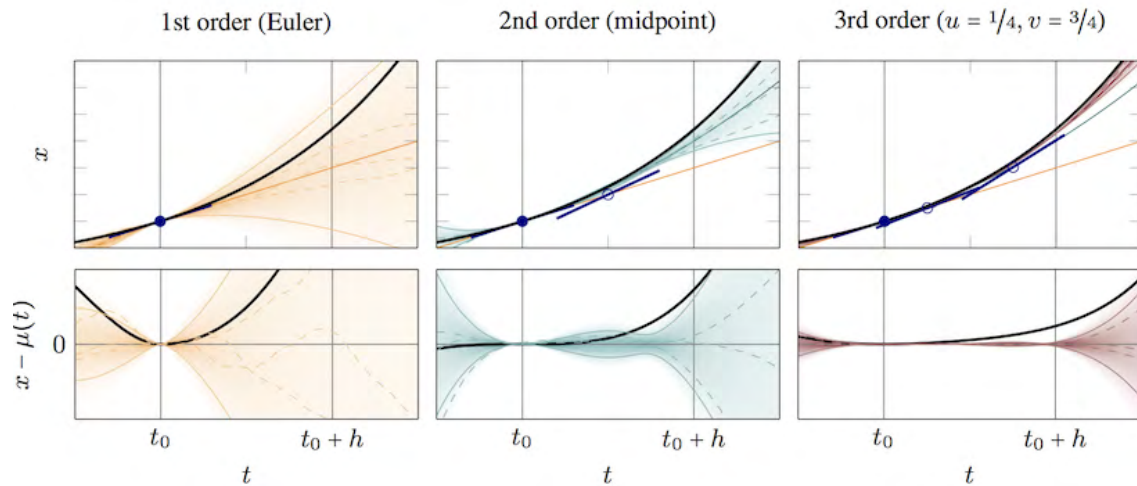 1st order (Euler)
2nd order (midpoint)
3rd order (u = 1/4, v = 3/4)
x
x − μ(t)
0
t₀
t₀ + h
t₀
t₀ + h
t₀
t₀ + h
t
t
t